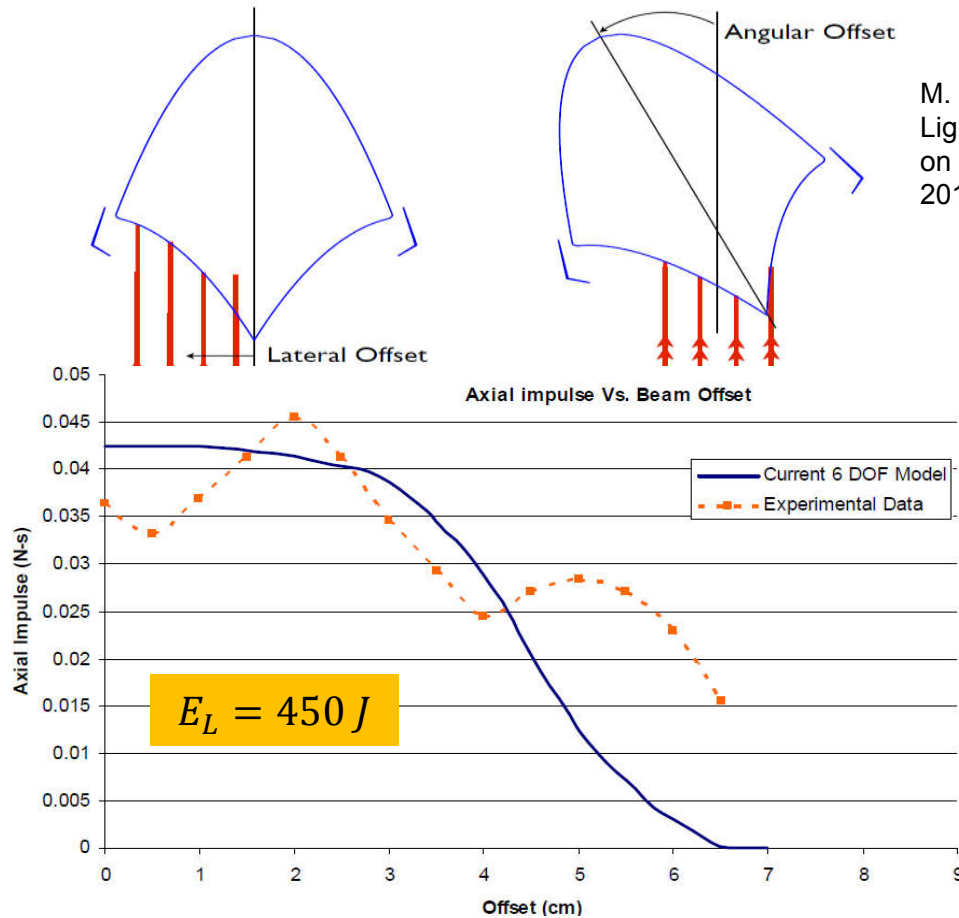 Angular Offset
M.
Lig
on
201
Lateral Offset
Axial impulse Vs. Beam Offset
Current 6 DOF Model
Experimental Data
Axial Impulse (N-s)
0.05
0.045
0.04
0.035
0.03
0.025
0.02
0.015
0.01
0.005
0
E_L = 450 J
0 1 2 3 4 5 6 7 8 9
Offset (cm)